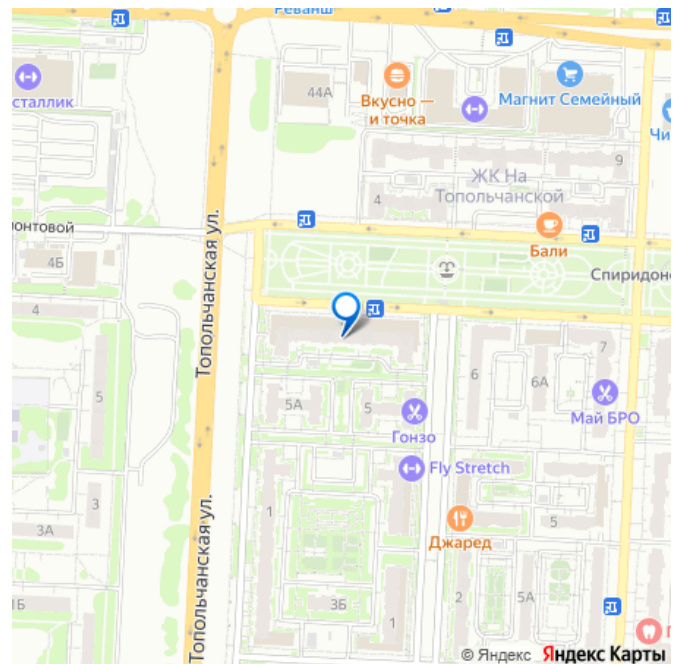 Реванш
44А
Вкусно —
и точка
Магнит Семейный
сталлик
9
ЖК На
Топольчанской
4
монтовой
Бали
4Б
Спиридоно
4
Топольчанская ул.
7
6
6А
5
5А
5
Гонзо
Май БРО
Fly Stretch
3
1
3А
Джаред
5
Топольчанская ул.
1Б
3Б
1
2
5А
© Яндекс Яндекс Карты